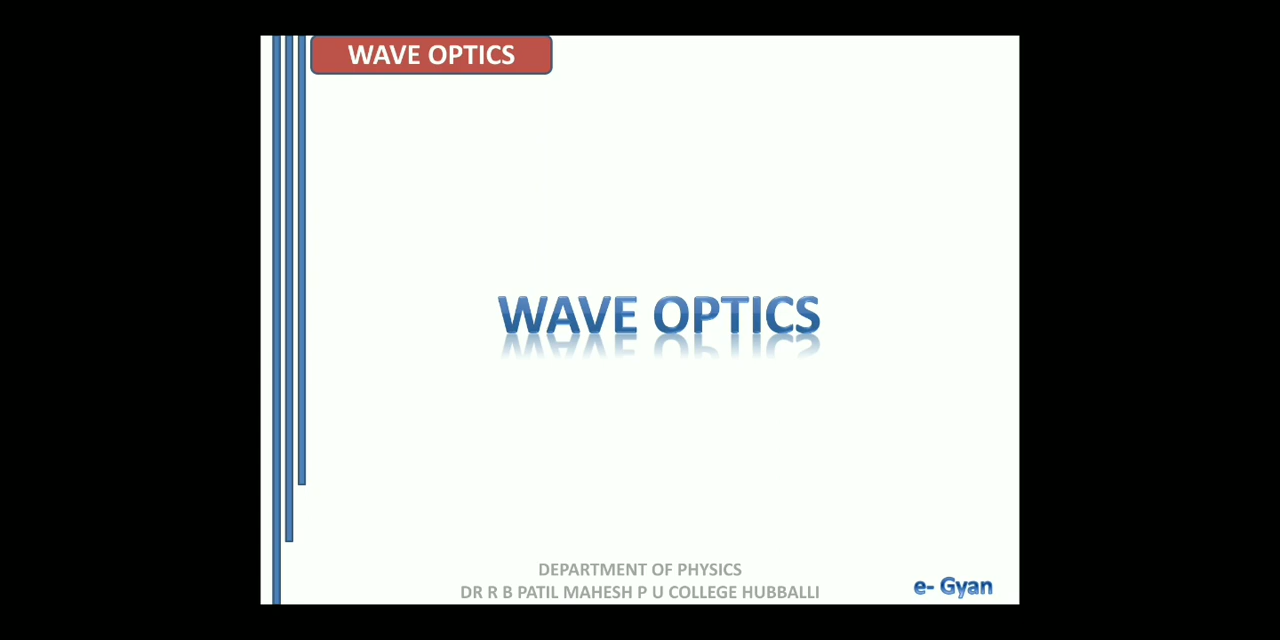 WAVE OPTICS
WAVE OPTICS
DEPARTMENT OF PHYSICS
DR R B PATIL MAHESH P U COLLEGE HUBBALLI
e- Gyan